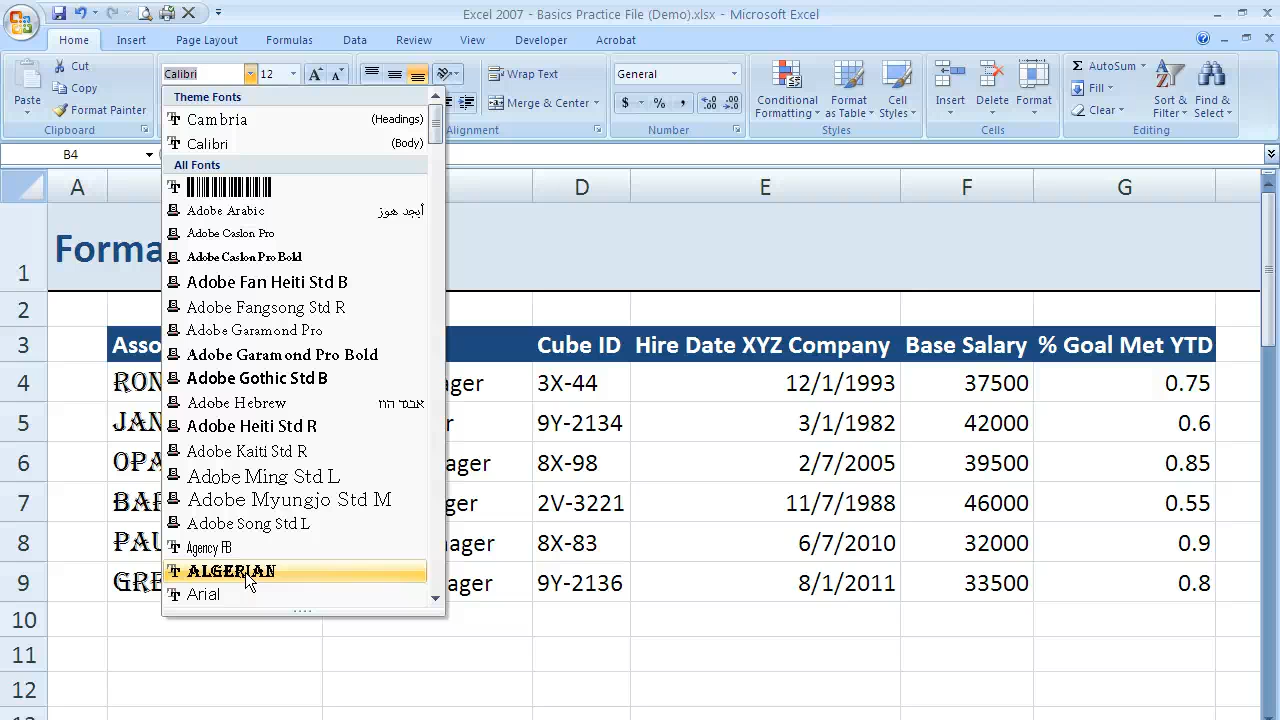 Excel 2007 - Basics Practice File (Demo).xlsx - Microsoft Excel
Home Insert Page Layout Formulas Data Review View Developer Acrobat
Paste
Cut
Copy
Format Painter
Clipboard
Calibri 12
Wrap Text
Merge & Center
Alignment
General
$ % ,
Number
Conditional Formatting
Format as Table
Cell Styles
Styles
Insert
Delete
Format
Cells
Σ AutoSum
Fill
Clear
Sort & Filter
Find & Select
Editing
B4
Theme Fonts
Cambria (Headings)
Calibri (Body)
All Fonts
Adobe Arabic أبجد هوز
Adobe Caslon Pro
Adobe Caslon Pro Bold
Adobe Fan Heiti Std B
Adobe Fangsong Std R
Adobe Garamond Pro
Adobe Garamond Pro Bold
Adobe Gothic Std B
Adobe Hebrew אבגד הוז
Adobe Heiti Std R
Adobe Kaiti Std R
Adobe Ming Std L
Adobe Myungjo Std M
Adobe Song Std L
Agency FB
ALGERIAN
Arial
A D E F G
1 Forma
2
3 Asso Cube ID Hire Date XYZ Company Base Salary % Goal Met YTD
4 RON ager 3X-44 12/1/1993 37500 0.75
5 JAN r 9Y-2134 3/1/1982 42000 0.6
6 OPA ager 8X-98 2/7/2005 39500 0.85
7 BAR ager 2V-3221 11/7/1988 46000 0.55
8 PAU nager 8X-83 6/7/2010 32000 0.9
9 GRE ager 9Y-2136 8/1/2011 33500 0.8
10
11
12